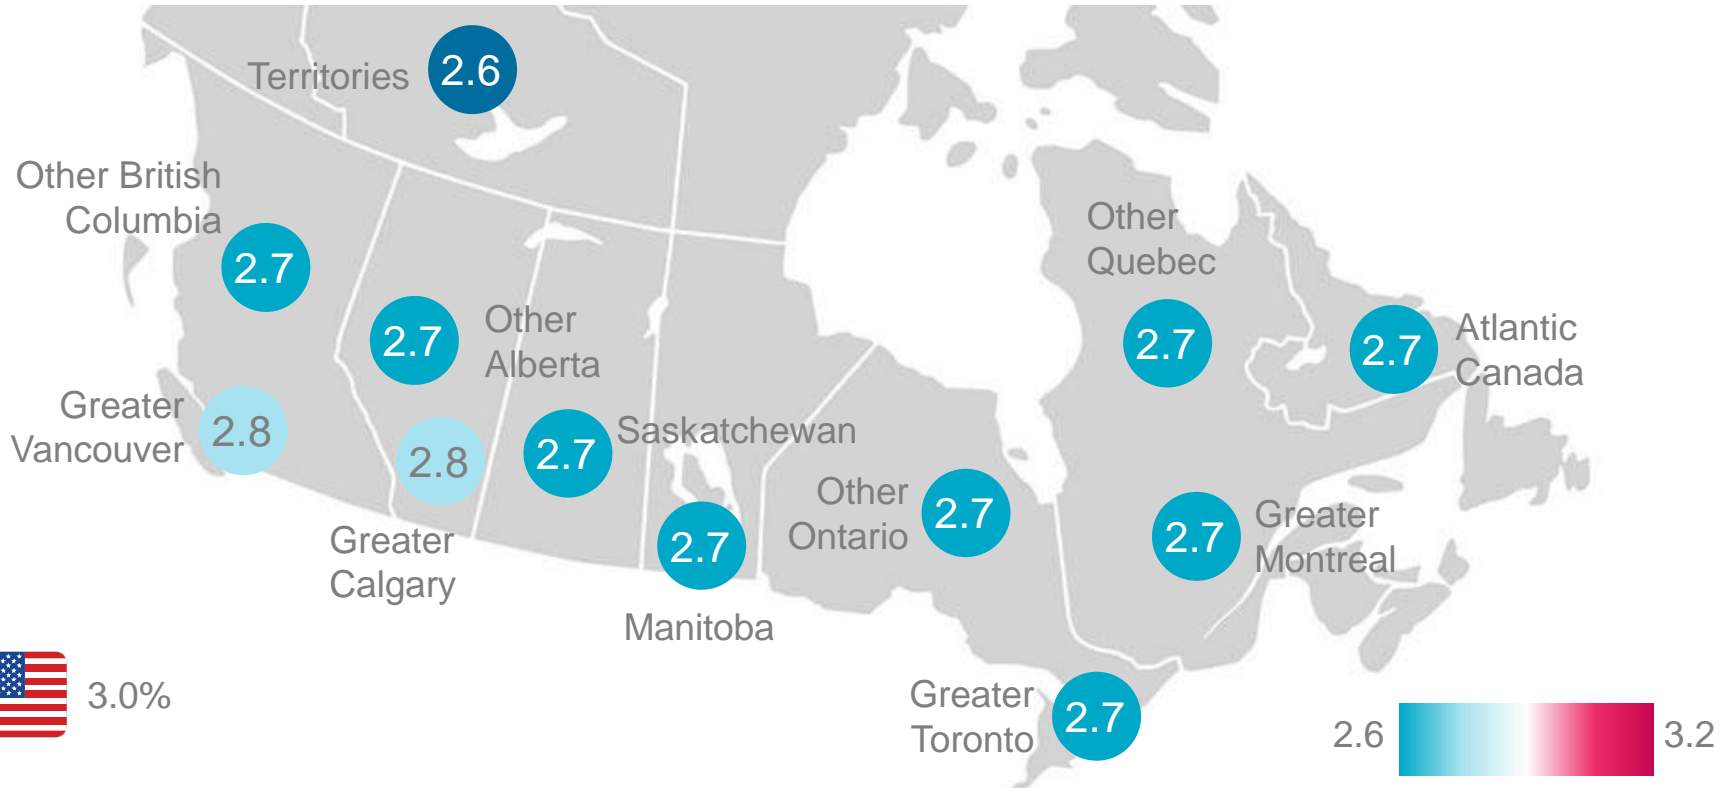 Territories
2.6
Other British
Columbia
2.7
Other
Quebec
2.7
Other
Alberta
2.7
Atlantic
Canada
2.7
Greater
Vancouver
2.8
2.8
Greater
Calgary
Saskatchewan
2.7
Other
Ontario
2.7
Greater
Montreal
2.7
2.7
Manitoba
3.0%
Greater
Toronto
2.7
2.6
3.2